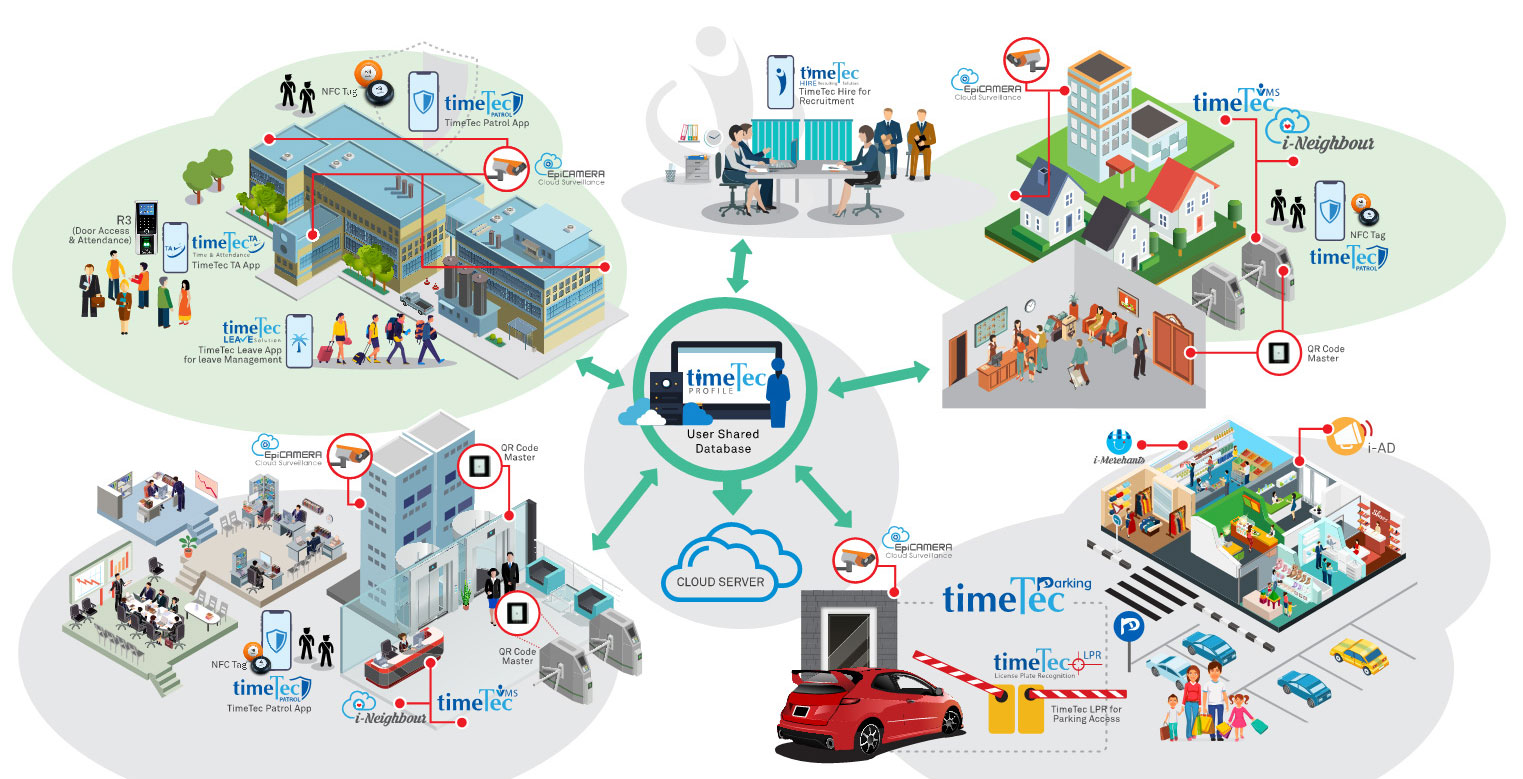 NFC Tag
timeTec
PATROL
TimeTec Patrol App
EpiCAMERA
Cloud Surveillance
R3
(Door Access
& Attendance)
TA
timeTec TA
Time & Attendance
TimeTec TA App
timeTec
LEAVE Solution
TimeTec Leave App
for leave Management
timeTec
HIRE Recruiting Solution
TimeTec Hire for
Recruitment
EpiCAMERA
Cloud Surveillance
timeTec VMS
i-Neighbour
NFC Tag
timeTec
PATROL
QR Code
Master
timeTec
PROFILE
User Shared
Database
CLOUD SERVER
EpiCAMERA
Cloud Surveillance
QR Code
Master
QR Code
Master
NFC Tag
timeTec
PATROL
TimeTec Patrol App
i-Neighbour
timeTec VMS
i-Merchants
i-AD
Shoes
EpiCAMERA
Cloud Surveillance
timeTec Parking
timeTec LPR
License Plate Recognition
TimeTec LPR for
Parking Access